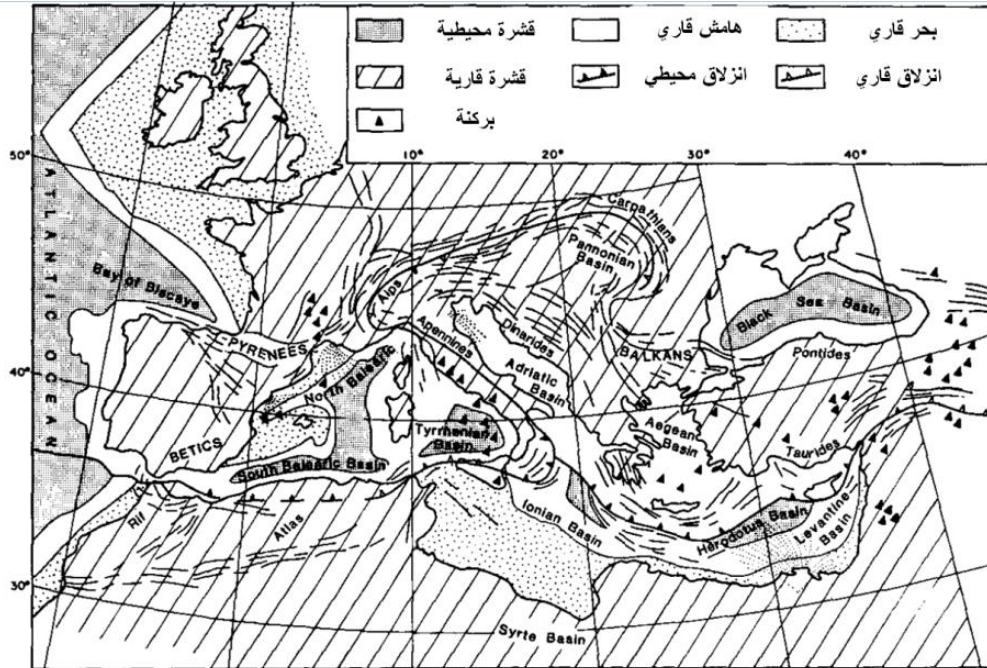 قشرة محيطية
هامش قاري
بحر قاري
قشرة قارية
انزلاق محيطي
انزلاق قاري
بركنة
50°
10°
20°
30°
40°
ATLANTIC OCEAN
Bay of Biscaye
Carpathians
Pannonian
Basin
Alps
Black Sea Basin
PYRENEES
Apennines
Dinarides
BALKANS
Pontides
40°
North Balearic
Adriatic
Basin
Aegean
Basin
Tyrrhenian
Basin
BETICS
South Balearic Basin
Taurides
Rif
Atlas
Ionian Basin
Hérodotus Basin
Levantine
Basin
30°
Syrte Basin